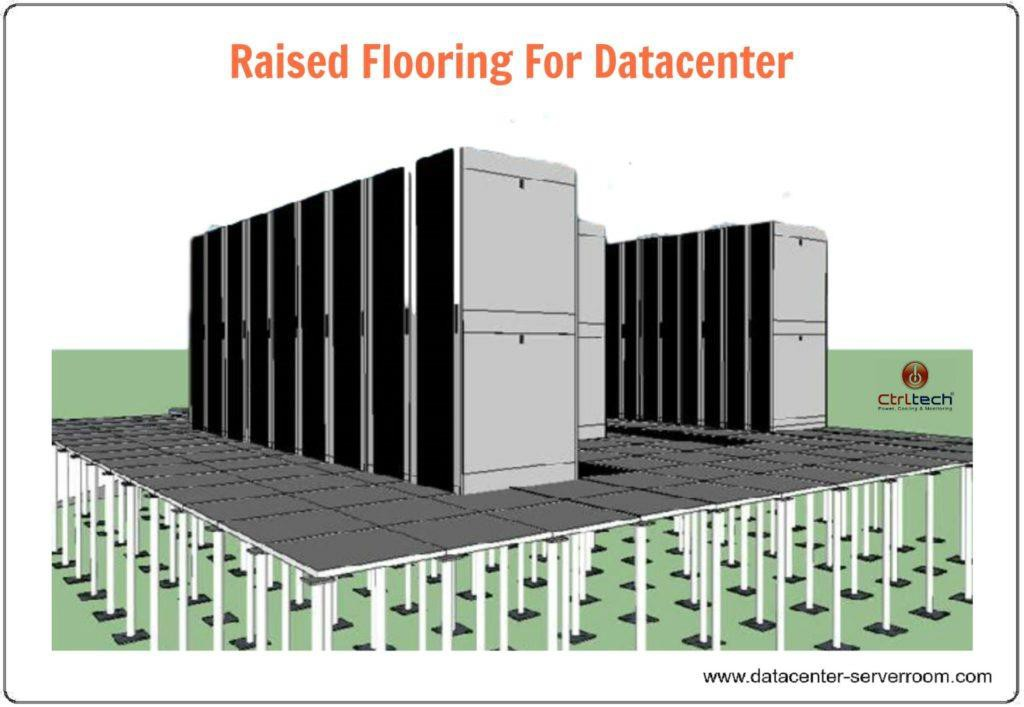 Raised Flooring For Datacenter
Ctrltech®
Power, Cooling & Monitoring
www.datacenter-serverroom.com